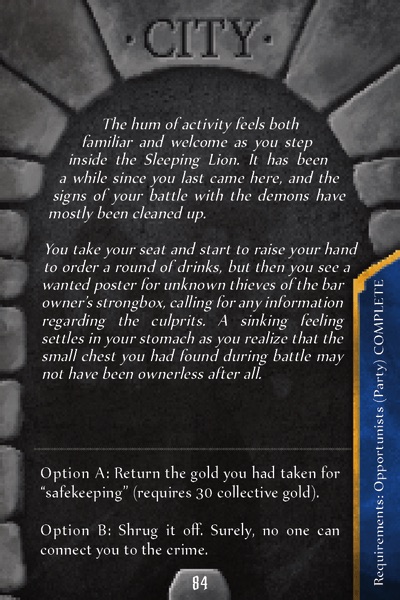 · CITY ·
The hum of activity feels both
familiar and welcome as you step
inside the Sleeping Lion. It has been
a while since you last came here, and the
signs of your battle with the demons have
mostly been cleaned up.
You take your seat and start to raise your hand
to order a round of drinks, but then you see a
wanted poster for unknown thieves of the bar
owner's strongbox, calling for any information
regarding the culprits. A sinking feeling
settles in your stomach as you realize that the
small chest you had found during battle may
not have been ownerless after all.
Option A: Return the gold you had taken for
“safekeeping” (requires 30 collective gold).
Option B: Shrug it off. Surely, no one can
connect you to the crime.
84
Requirements: Opportunists (Party) COMPLETE